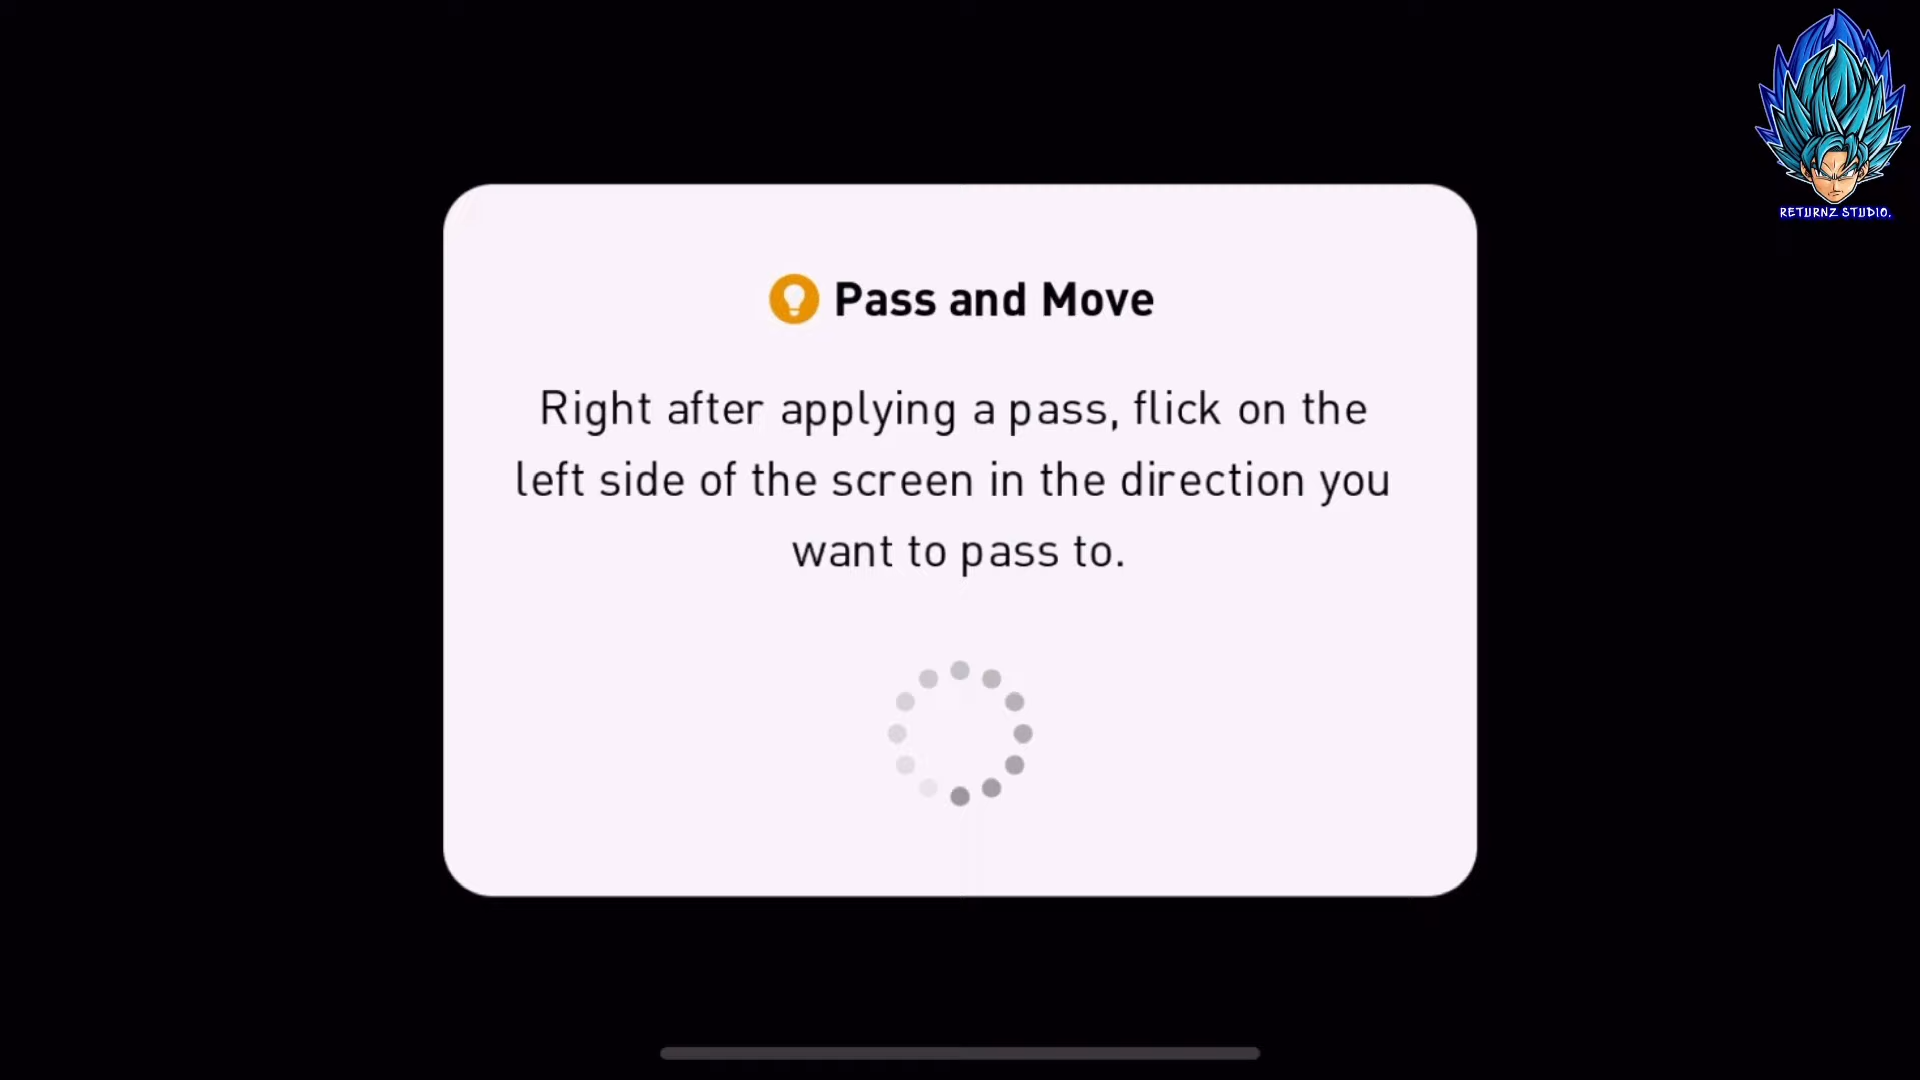 RETURNZ STUDIO.
Pass and Move
Right after applying a pass, flick on the
left side of the screen in the direction you
want to pass to.